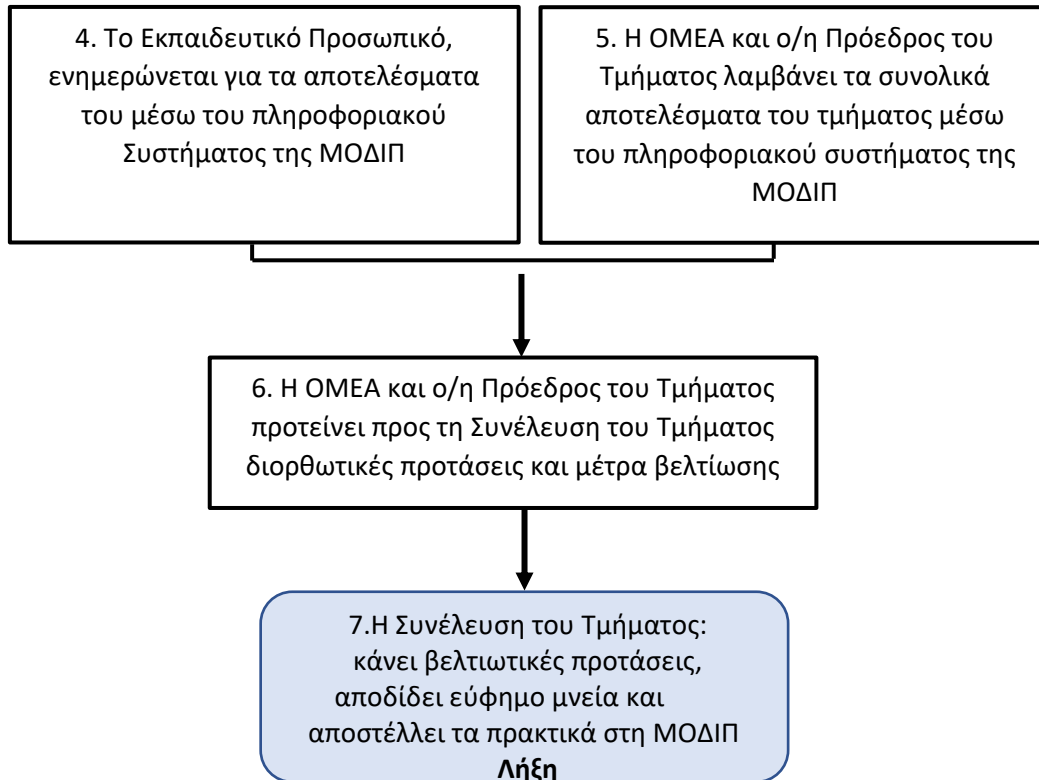 4. Το Εκπαιδευτικό Προσωπικό,
ενημερώνεται για τα αποτελέσματα
του μέσω του πληροφοριακού
Συστήματος της ΜΟΔΙΠ
5. Η ΟΜΕΑ και ο/η Πρόεδρος του
Τμήματος λαμβάνει τα συνολικά
αποτελέσματα του τμήματος μέσω
του πληροφοριακού συστήματος της
ΜΟΔΙΠ
6. Η ΟΜΕΑ και ο/η Πρόεδρος του Τμήματος
προτείνει προς τη Συνέλευση του Τμήματος
διορθωτικές προτάσεις και μέτρα βελτίωσης
7.Η Συνέλευση του Τμήματος:
κάνει βελτιωτικές προτάσεις,
αποδίδει εύφημο μνεία και
αποστέλλει τα πρακτικά στη ΜΟΔΙΠ
Λήξη